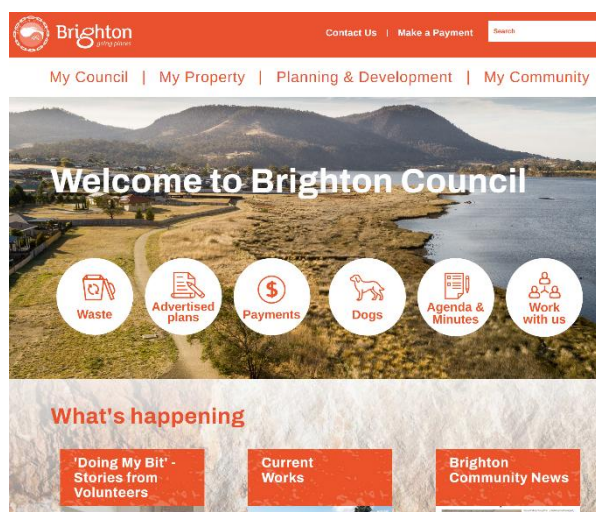 Brighton
going places
Contact Us | Make a Payment
Search
My Council | My Property | Planning & Development | My Community
Welcome to Brighton Council
Waste
Advertised
plans
Payments
Dogs
Agenda &
Minutes
Work
with us
What's happening
'Doing My Bit' -
Stories from
Volunteers
Current
Works
Brighton
Community News